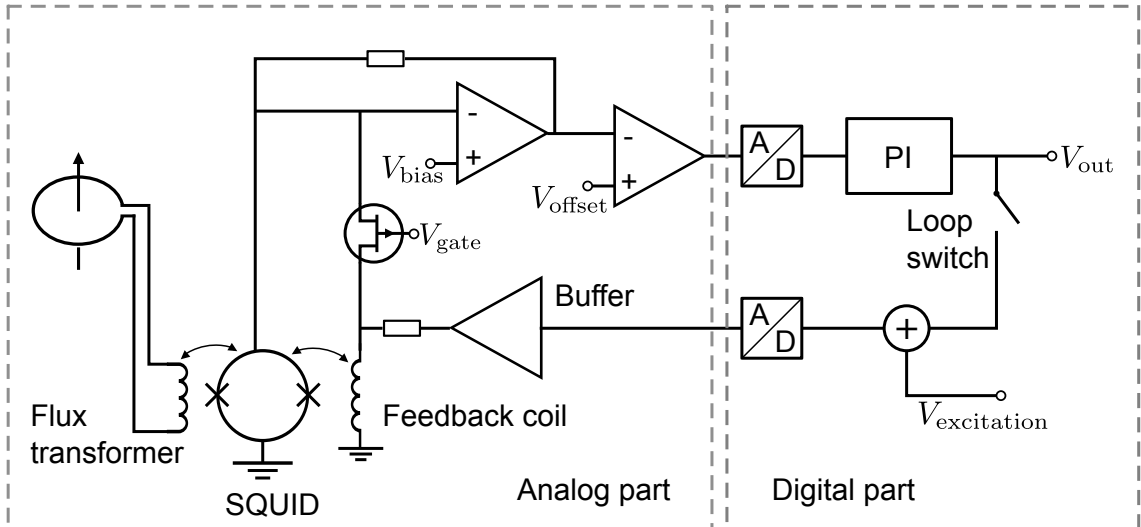 -
+
V_bias
-
+
V_offset
A
D
PI
V_out
Loop
switch
V_gate
Buffer
A
D
+
V_excitation
Flux
transformer
Feedback coil
SQUID
Analog part
Digital part